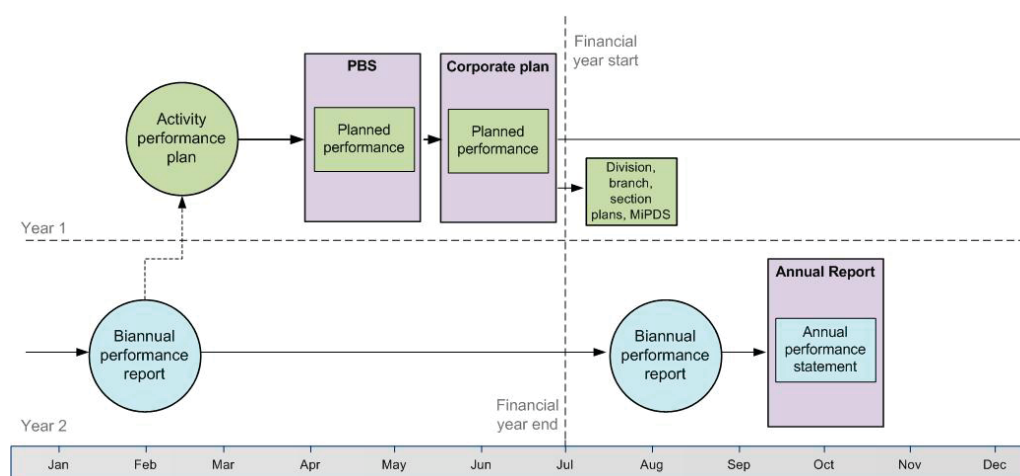 Financial
year start
PBS
Corporate plan
Activity
performance
plan
Planned
performance
Planned
performance
Division,
branch,
section
plans, MiPDS
Year 1
Annual Report
Biannual
performance
report
Biannual
performance
report
Annual
performance
statement
Financial
year end
Year 2
Jan Feb Mar Apr May Jun Jul Aug Sep Oct Nov Dec